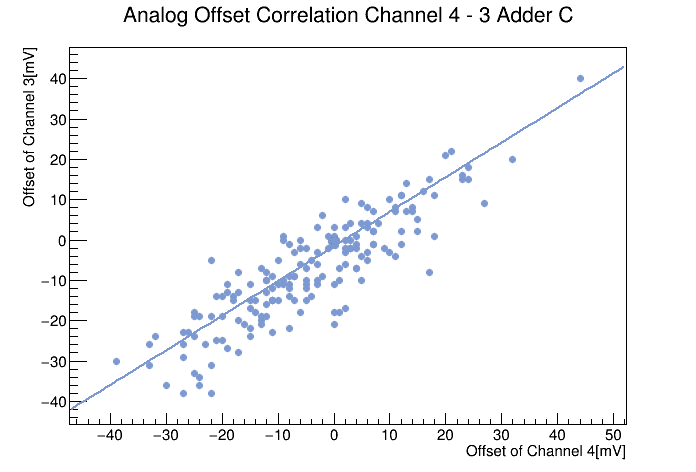 Analog Offset Correlation Channel 4 - 3 Adder C
Offset of Channel 3[mV]
40
30
20
10
0
−10
−20
−30
−40
−40 −30 −20 −10 0 10 20 30 40 50
Offset of Channel 4[mV]